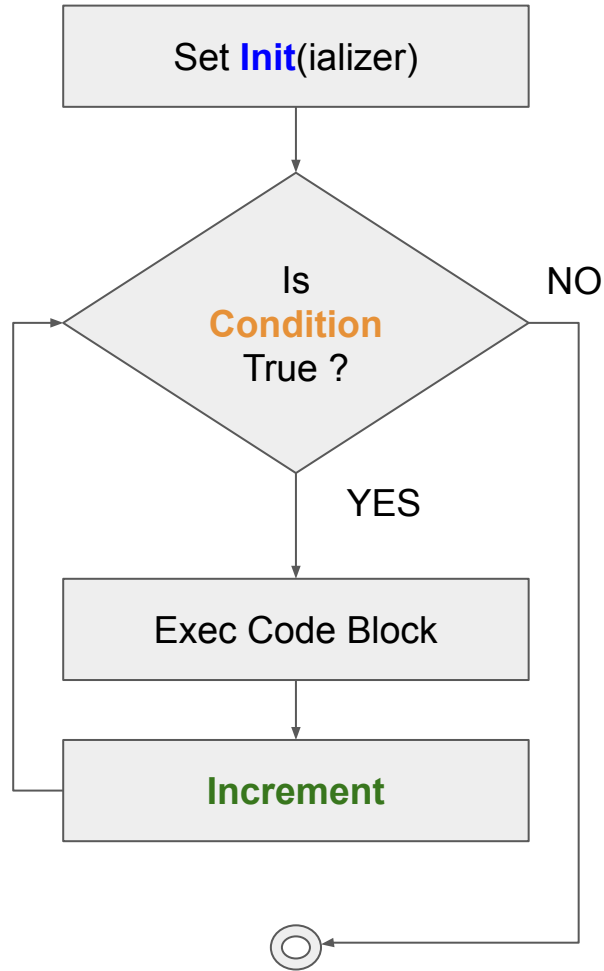 Set Init(ializer)
Is
Condition
True ?
NO
YES
Exec Code Block
Increment